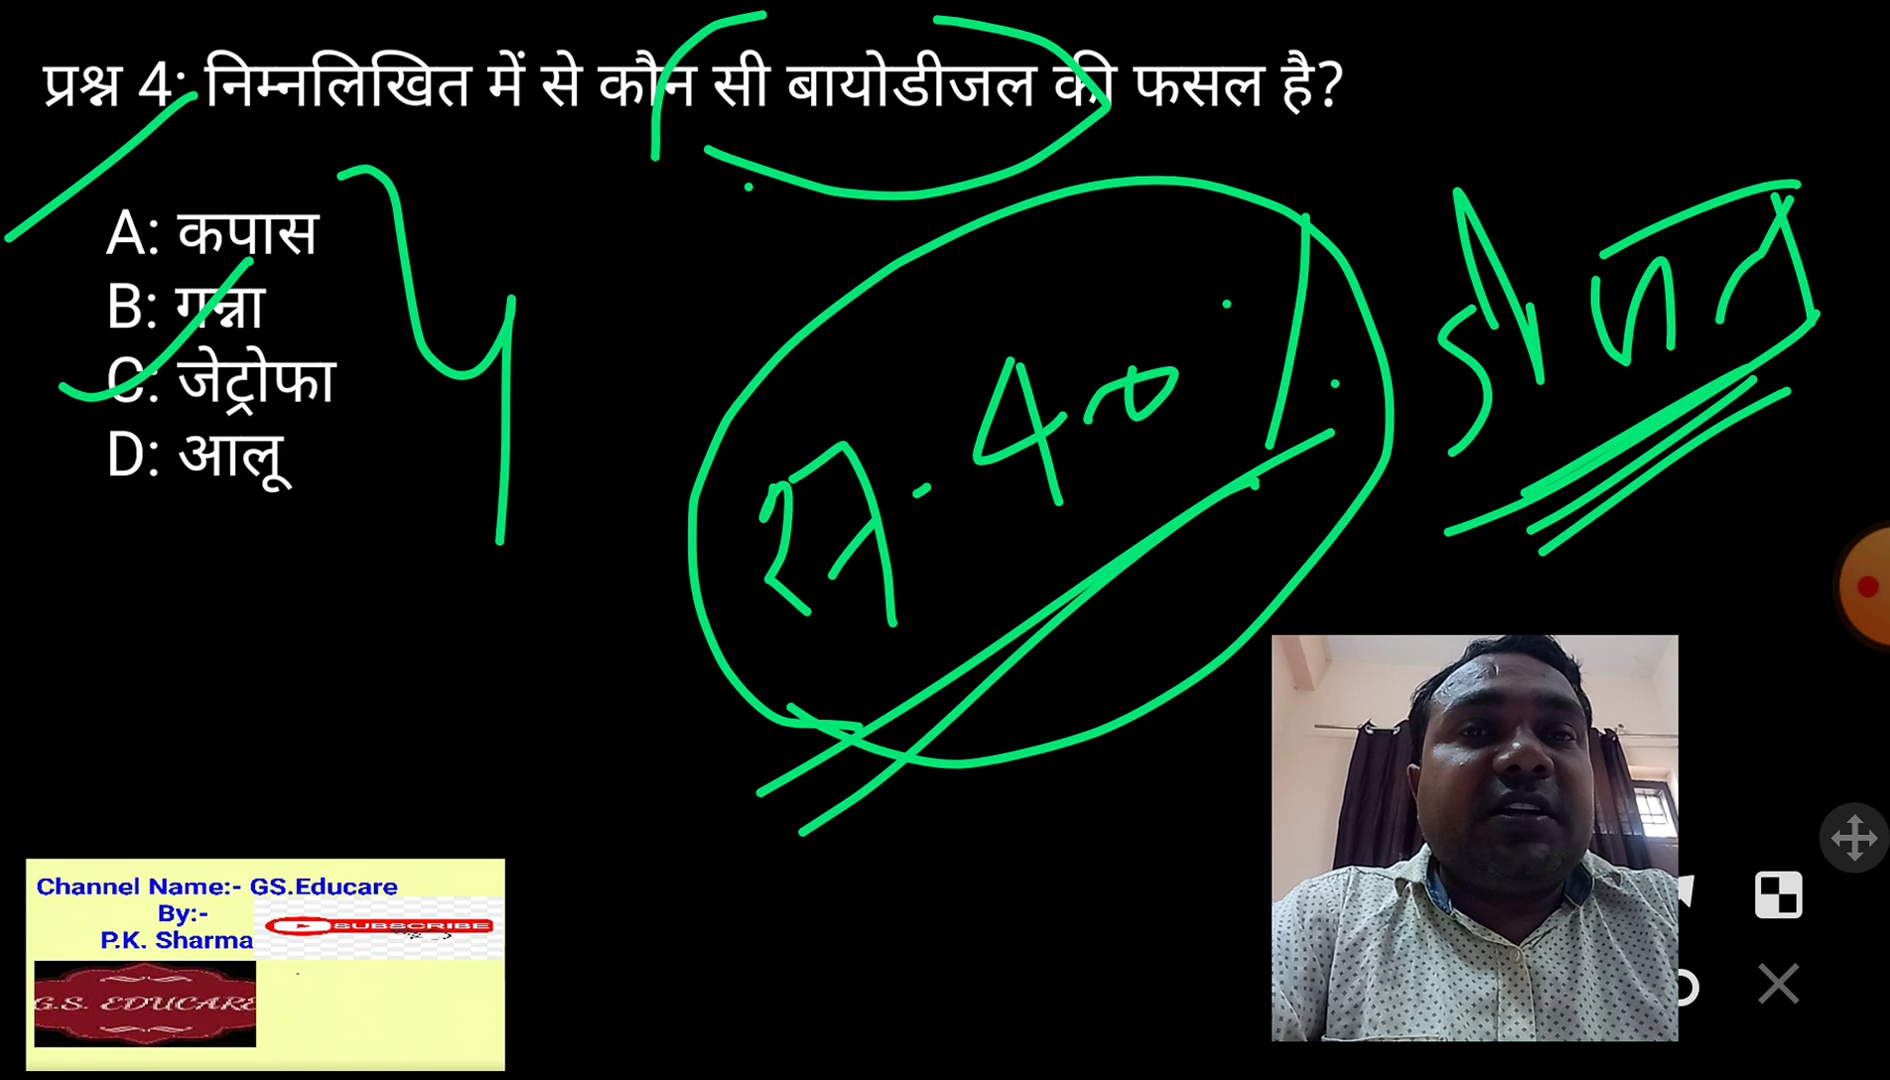 प्रश्न 4: निम्नलिखित में से कौन सी बायोडीजल की फसल है?
A: कपास
B: गन्ना
C: जेट्रोफा
D: आलू
Channel Name:- GS.Educare
By:-
P.K. Sharma
SUBSCRIBE
G.S. EDUCARE